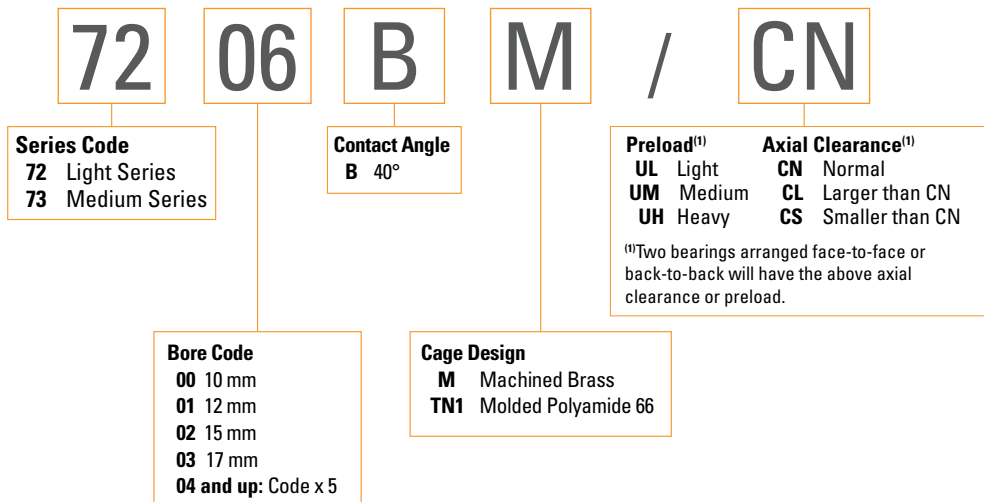 72 06 B M / CN
Series Code
72 Light Series
73 Medium Series
Contact Angle
B 40°
Preload(1) Axial Clearance(1)
UL Light CN Normal
UM Medium CL Larger than CN
UH Heavy CS Smaller than CN
(1)Two bearings arranged face-to-face or
back-to-back will have the above axial
clearance or preload.
Bore Code
00 10 mm
01 12 mm
02 15 mm
03 17 mm
04 and up: Code x 5
Cage Design
M Machined Brass
TN1 Molded Polyamide 66